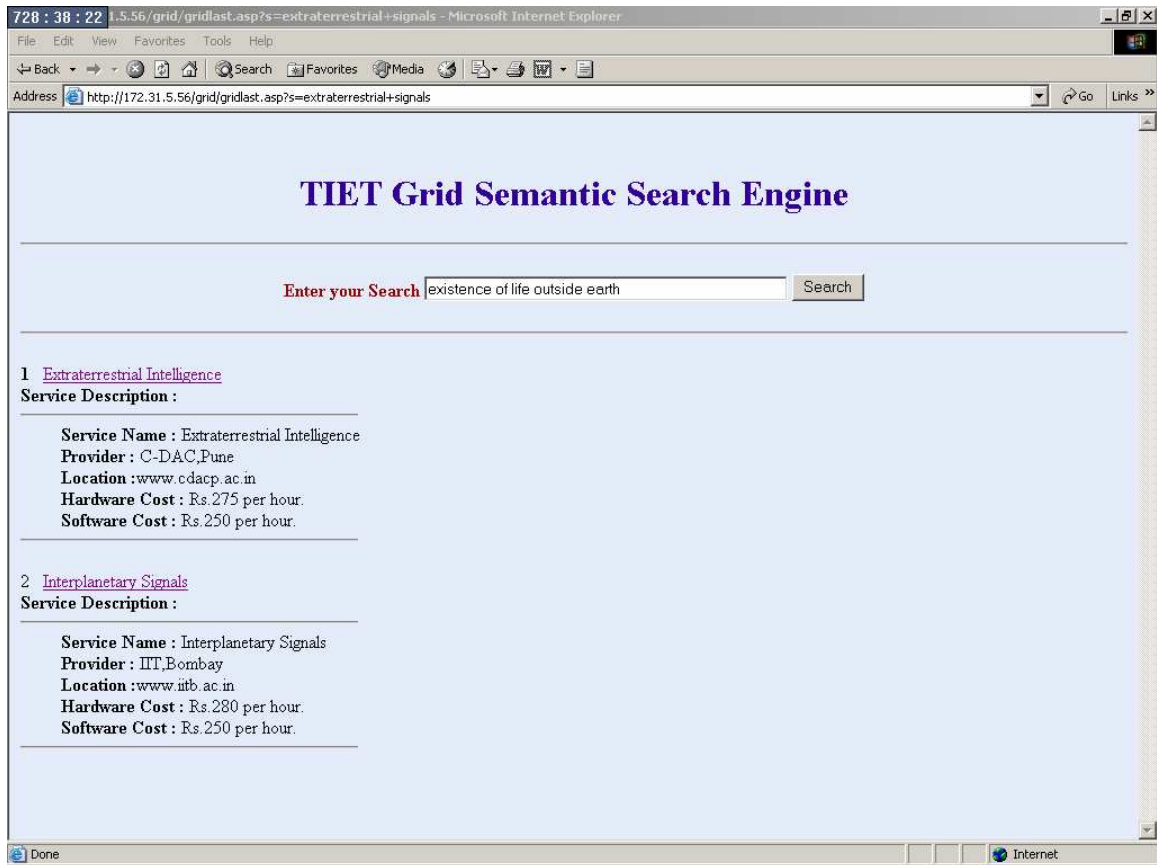 728 : 38 : 22 1.5.56/grid/gridlast.asp?s=extraterrestrial+signals - Microsoft Internet Explorer
File Edit View Favorites Tools Help
Back Search Favorites Media
Address http://172.31.5.56/grid/gridlast.asp?s=extraterrestrial+signals Go Links »
TIET Grid Semantic Search Engine
Enter your Search existence of life outside earth Search
1 Extraterrestrial Intelligence
Service Description :
Service Name : Extraterrestrial Intelligence
Provider : C-DAC,Pune
Location :www.cdacp.ac.in
Hardware Cost : Rs.275 per hour.
Software Cost : Rs.250 per hour.
2 Interplanetary Signals
Service Description :
Service Name : Interplanetary Signals
Provider : IIT,Bombay
Location :www.iitb.ac.in
Hardware Cost : Rs.280 per hour.
Software Cost : Rs.250 per hour.
Done Internet